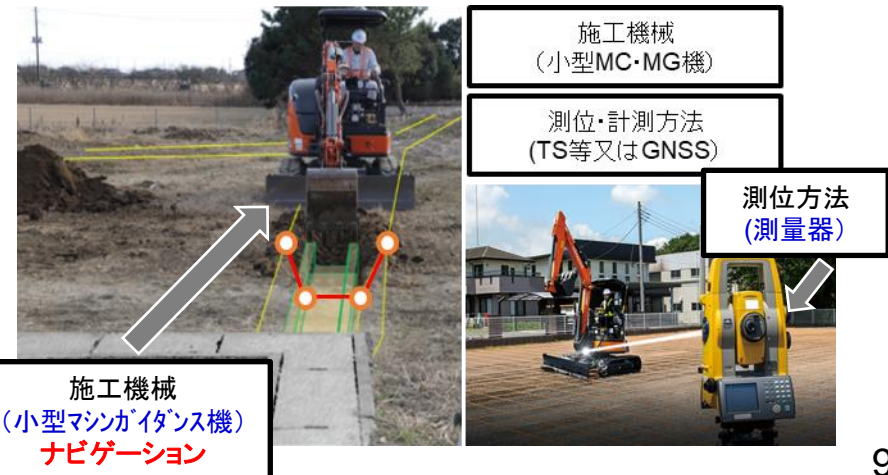 施工機械
（小型MC・MG機）
測位・計測方法
(TS等又はGNSS)
測位方法
(測量器）
施工機械
（小型マシンガイダンス機）
ナビゲーション
9